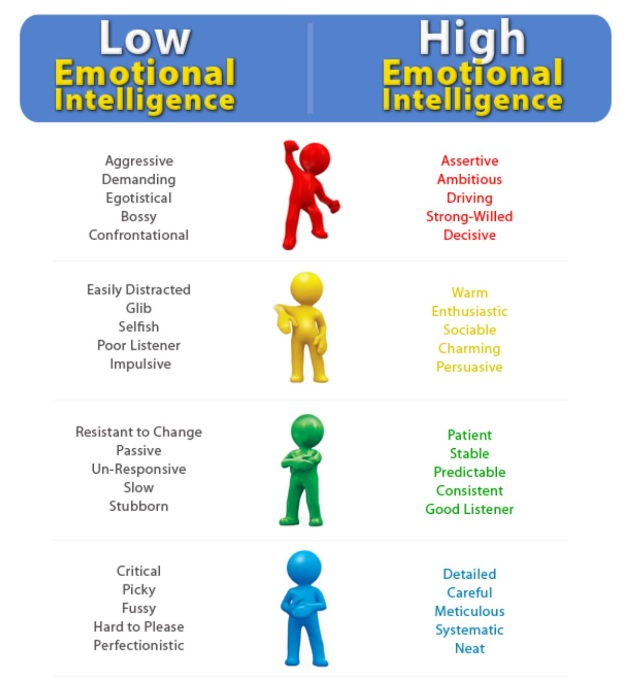 Low
Emotional
Intelligence
High
Emotional
Intelligence
Aggressive
Demanding
Egotistical
Bossy
Confrontational
Assertive
Ambitious
Driving
Strong-Willed
Decisive
Easily Distracted
Glib
Selfish
Poor Listener
Impulsive
Warm
Enthusiastic
Sociable
Charming
Persuasive
Resistant to Change
Passive
Un-Responsive
Slow
Stubborn
Patient
Stable
Predictable
Consistent
Good Listener
Critical
Picky
Fussy
Hard to Please
Perfectionistic
Detailed
Careful
Meticulous
Systematic
Neat